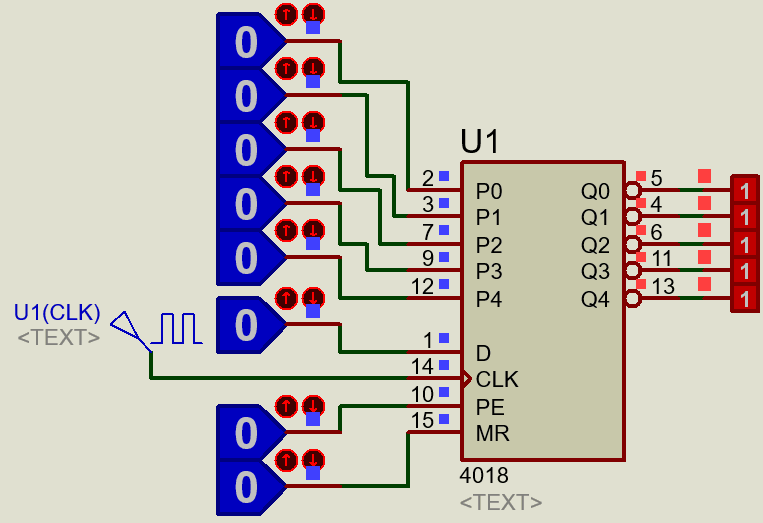 0
0
0
0
0
U1
2 P0 Q0 5 1
3 P1 Q1 4 1
7 P2 Q2 6 1
9 P3 Q3 11 1
12 P4 Q4 13 1
U1(CLK)
<TEXT>
0
1 D
14 CLK
10 PE
15 MR
0
0
4018
<TEXT>